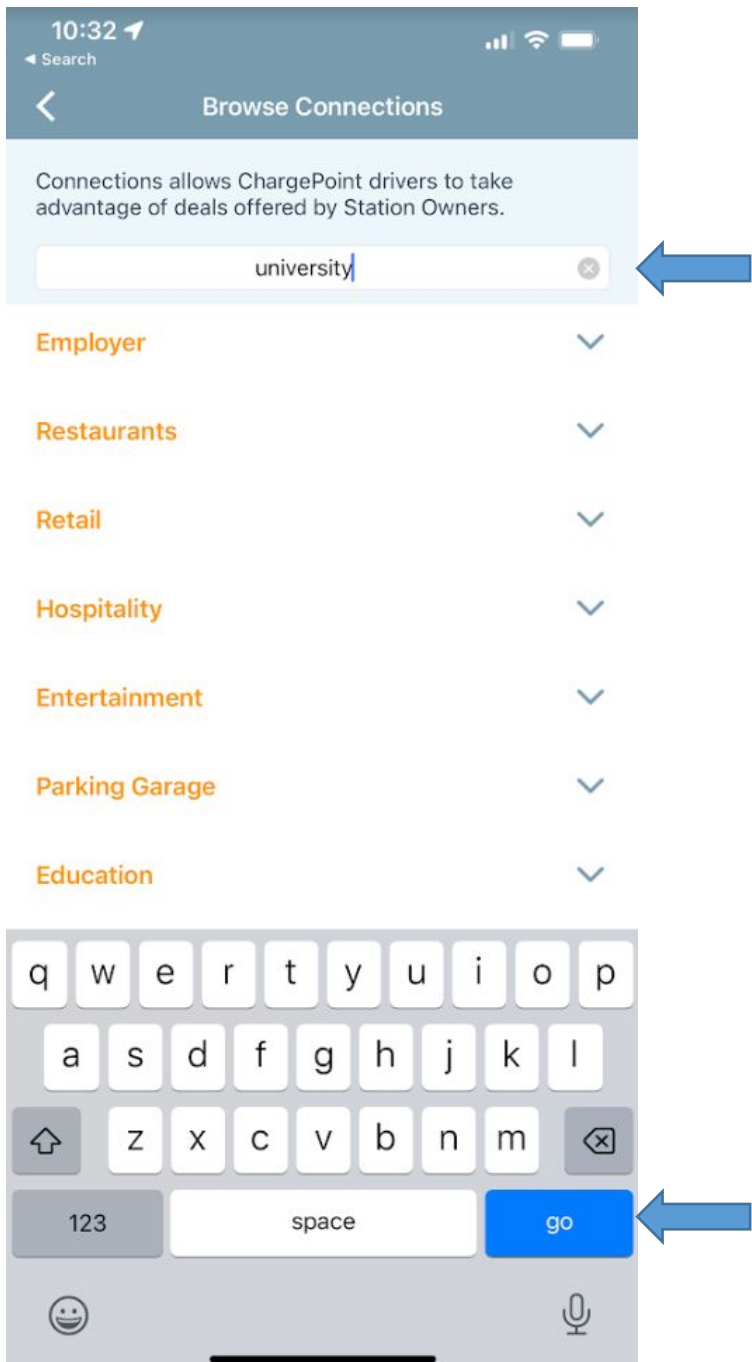 10:32
◀ Search
Browse Connections
Connections allows ChargePoint drivers to take
advantage of deals offered by Station Owners.
university
Employer
Restaurants
Retail
Hospitality
Entertainment
Parking Garage
Education
q w e r t y u i o p
a s d f g h j k l
z x c v b n m
123 space go